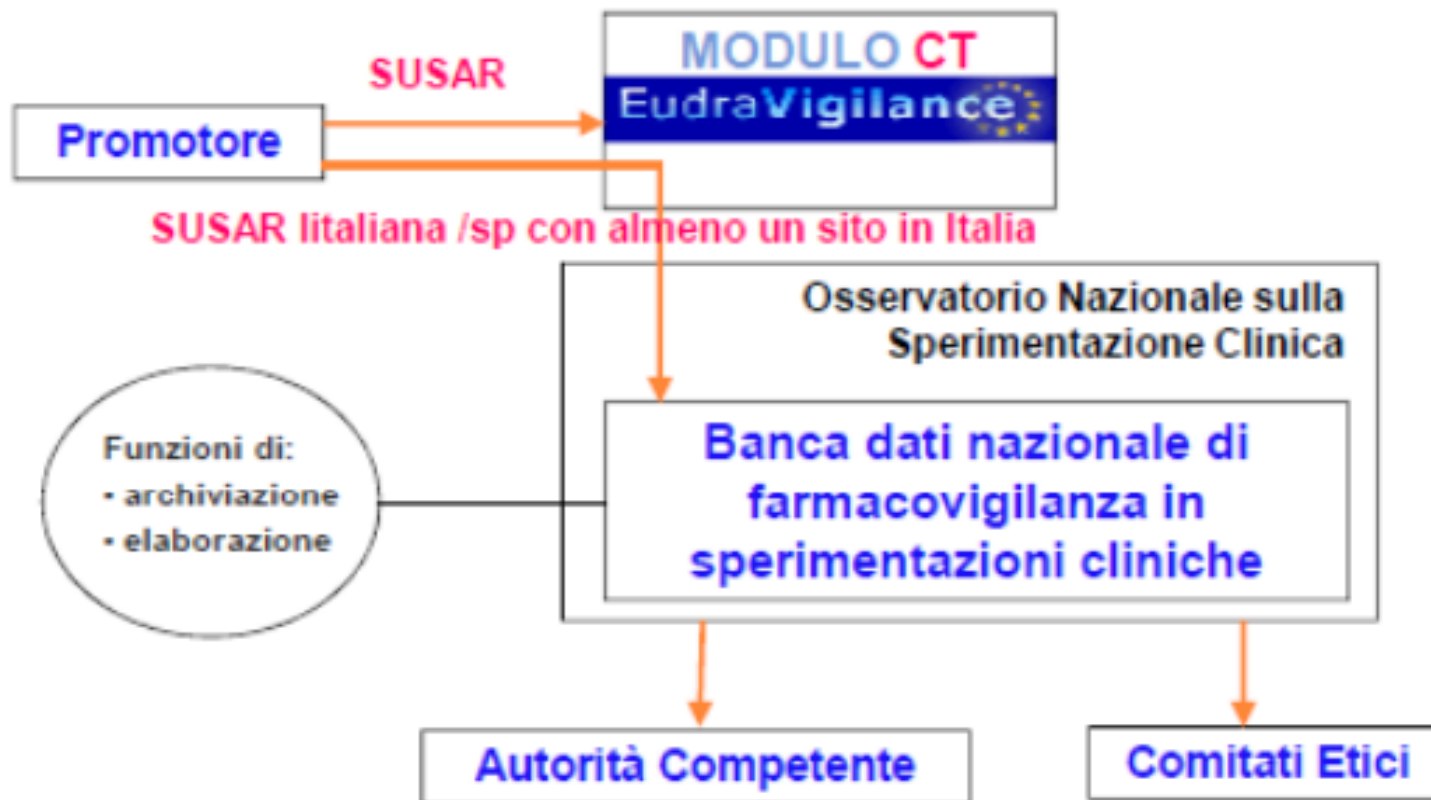 SUSAR
MODULO CT
EudraVigilance
Promotore
SUSAR Iitaliana /sp con almeno un sito in Italia
Osservatorio Nazionale sulla
Sperimentazione Clinica
Funzioni di:
▪ archiviazione
▪ elaborazione
Banca dati nazionale di
farmacovigilanza in
sperimentazioni cliniche
Autorità Competente
Comitati Etici